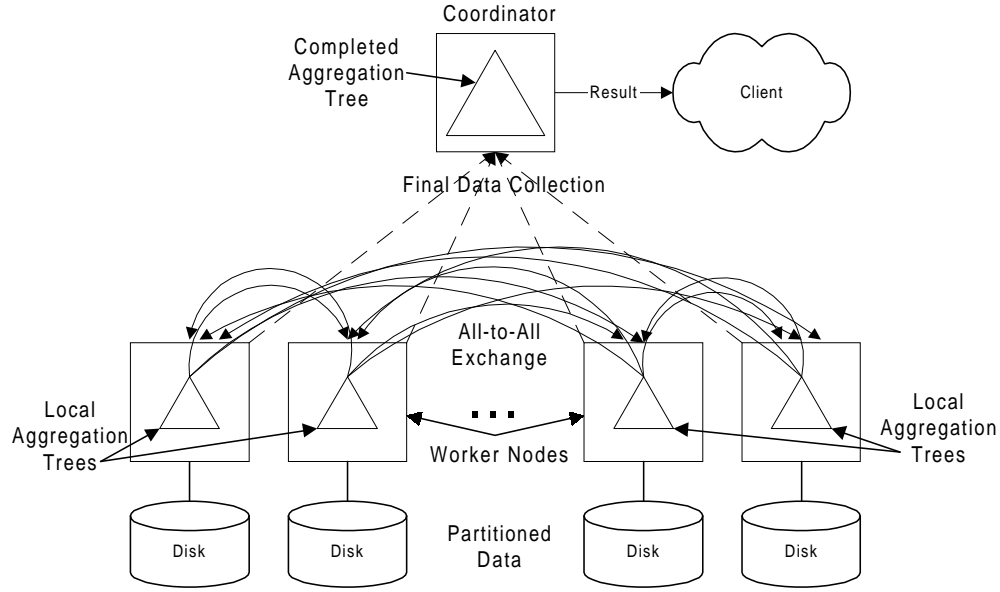 Coordinator
Completed
Aggregation
Tree
Result
Client
Final Data Collection
All-to-All
Exchange
Local
Aggregation
Trees
...
Worker Nodes
Local
Aggregation
Trees
Disk
Disk
Partitioned
Data
Disk
Disk